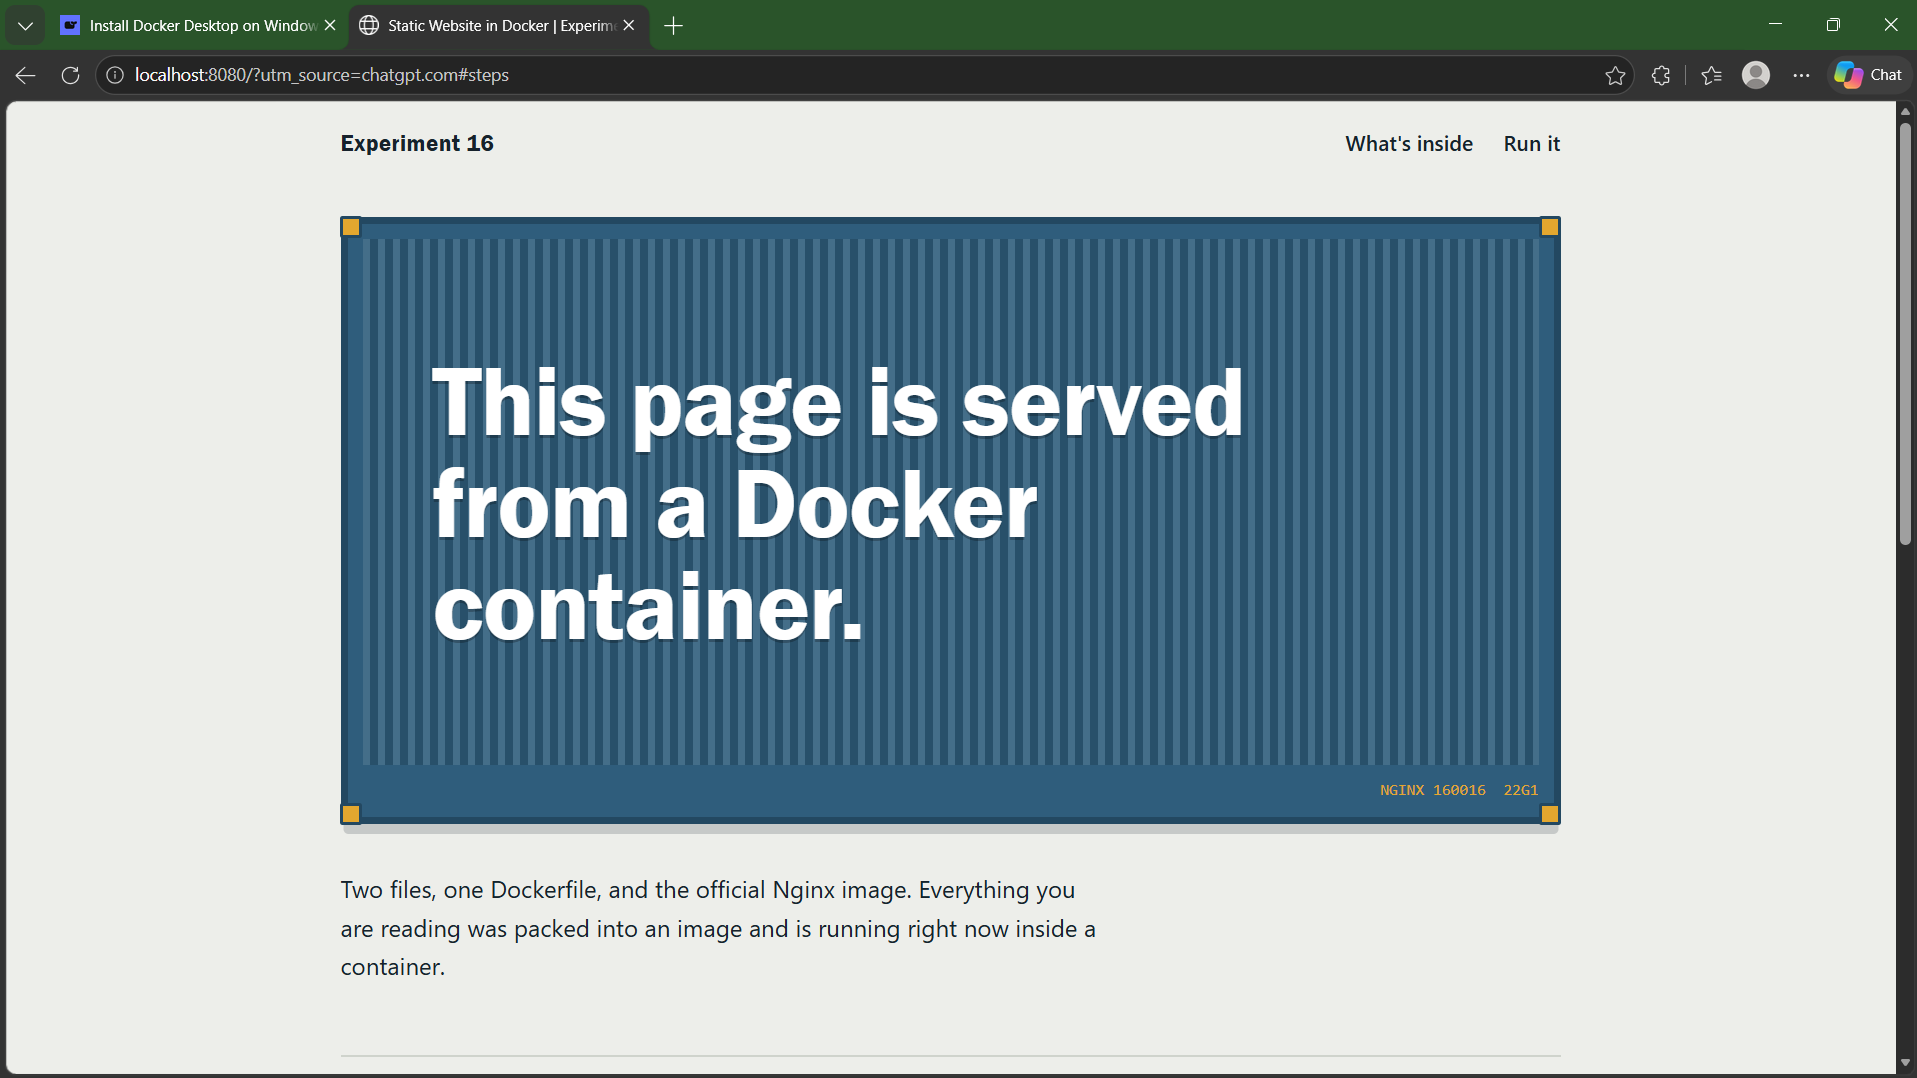 Install Docker Desktop on Window
Static Website in Docker | Experime
localhost:8080/?utm_source=chatgpt.com#steps
Chat
Experiment 16
What's inside
Run it
This page is served
from a Docker
container.
NGINX 160016 22G1
Two files, one Dockerfile, and the official Nginx image. Everything you
are reading was packed into an image and is running right now inside a
container.